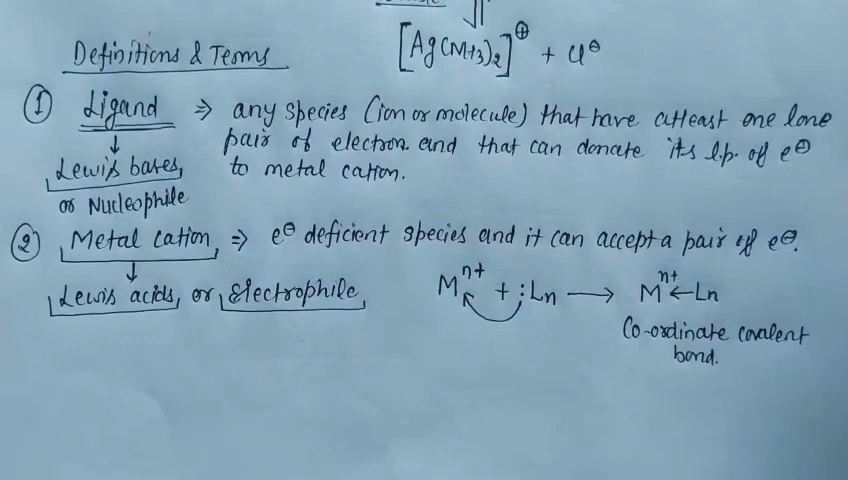 [Ag(NH3)2]⊕ + Cl⊖
Definitions & Terms
① Ligand ⇒ any species (ion or molecule) that have atleast one lone
pair of electron and that can donate its l.p. of e⊖
to metal cation.
↓
Lewis bases,
or Nucleophile
② Metal cation, ⇒ e⊖ deficient species and it can accept a pair of e⊖.
↓
Lewis acids, or Electrophile,
Mⁿ⁺ + :Ln → Mⁿ⁺←Ln
Co-ordinate covalent
bond.